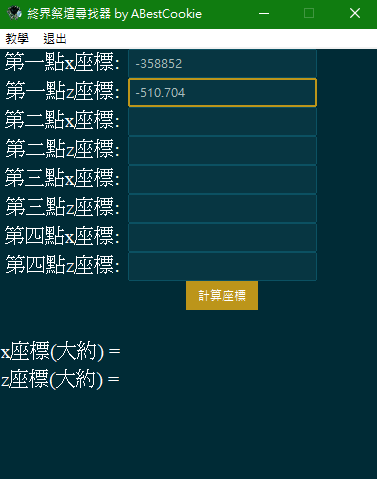 終界祭壇尋找器 by ABestCookie
教學 退出
第一點x座標: -358852
第一點z座標: -510.704
第二點x座標:
第二點z座標:
第三點x座標:
第三點z座標:
第四點x座標:
第四點z座標:
計算座標
x座標(大約) =
z座標(大約) =